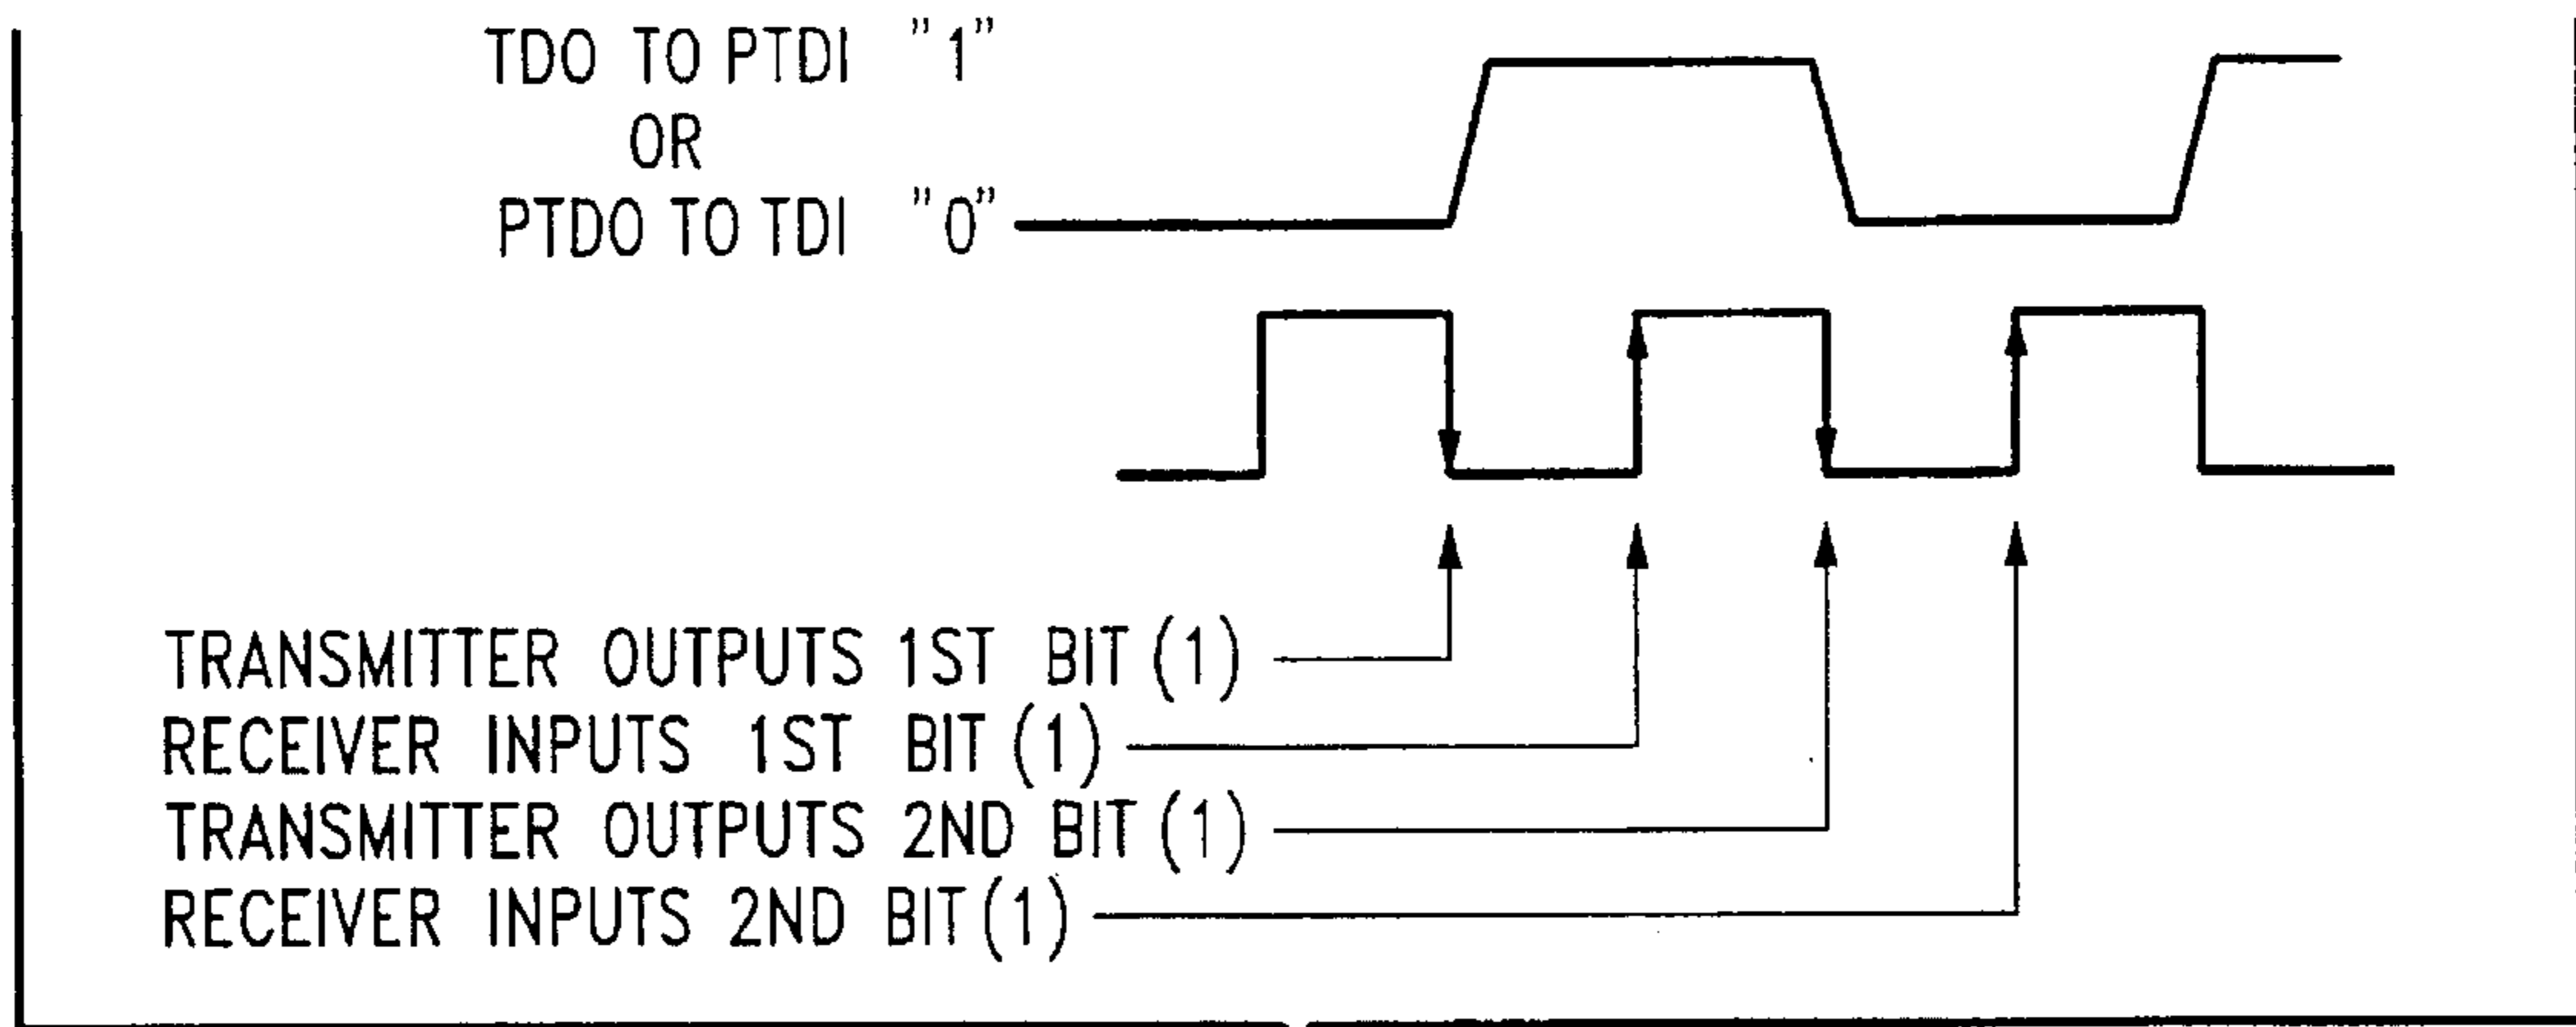 TDO TO PTDI "1"
OR
PTDO TO TDI "0"
TRANSMITTER OUTPUTS 1ST BIT (1)
RECEIVER INPUTS 1ST BIT (1)
TRANSMITTER OUTPUTS 2ND BIT (1)
RECEIVER INPUTS 2ND BIT (1)